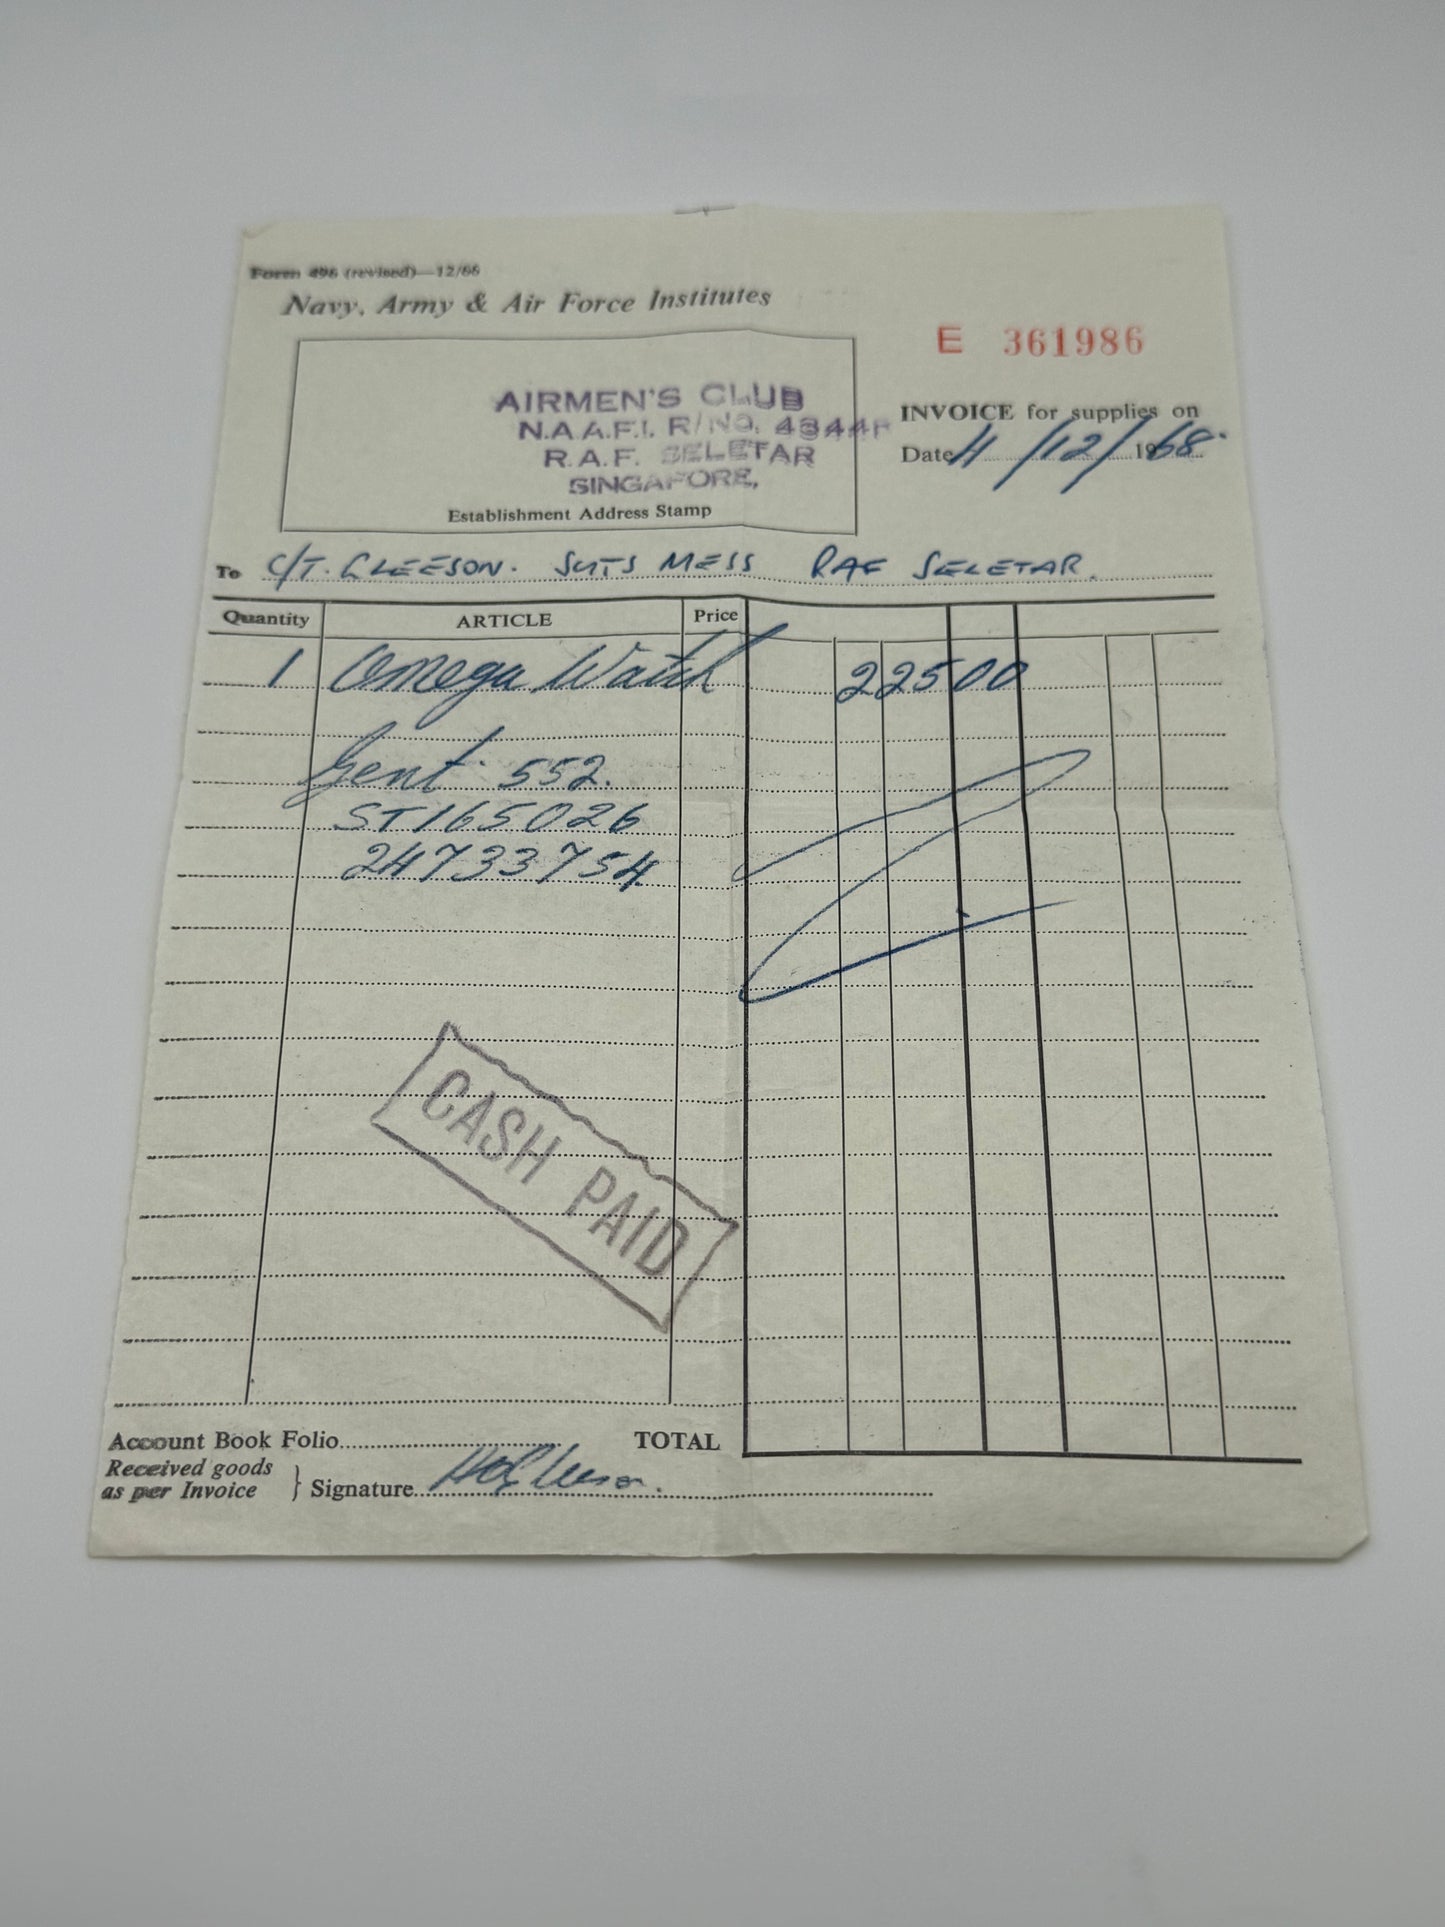 Form 496 (revised)—12/66
Navy, Army & Air Force Institutes
E 361986
AIRMEN'S CLUB
N.A.A.F.I. R/NO. 4344R
R.A.F. SELETAR
SINGAPORE,
Establishment Address Stamp
INVOICE for supplies on
Date 11/12/1968.
To C/T. GLEESON. SGTS MESS RAF SELETAR.
Quantity ARTICLE Price
1 Omega Watch 225 00
Gent 552.
ST165026
24733754
CASH PAID
Account Book Folio TOTAL
Received goods
as per Invoice } Signature